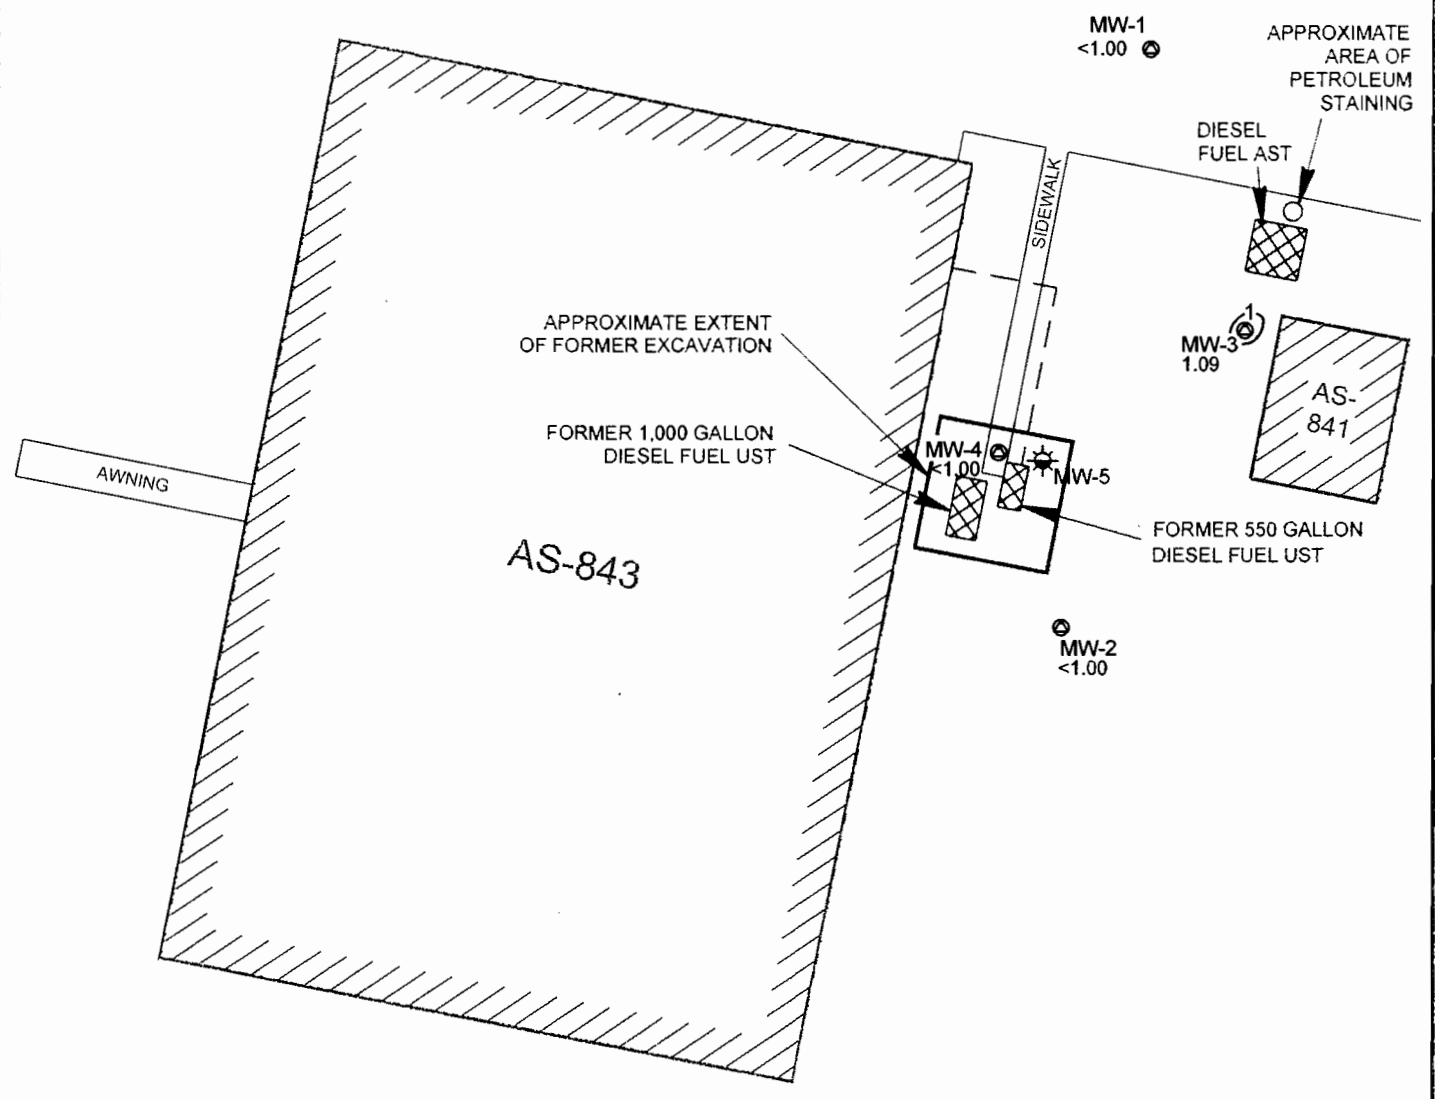 MW-1
<1.00
APPROXIMATE
AREA OF
PETROLEUM
STAINING
DIESEL
FUEL AST
SIDEWALK
1
MW-3
1.09
AS-
841
APPROXIMATE EXTENT
OF FORMER EXCAVATION
FORMER 1,000 GALLON
DIESEL FUEL UST
MW-4
<1.00
MW-5
AWNING
AS-843
FORMER 550 GALLON
DIESEL FUEL UST
MW-2
<1.00